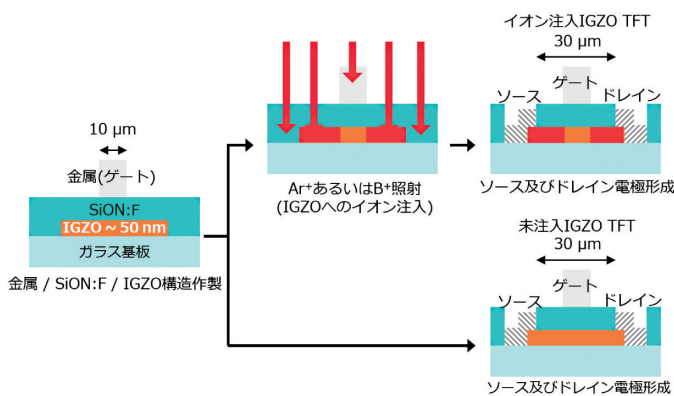 10 μm
金属(ゲート)
SiON:F
IGZO ~ 50 nm
ガラス基板
金属 / SiON:F / IGZO構造作製
Ar⁺あるいはB⁺照射
(IGZOへのイオン注入)
イオン注入IGZO TFT
30 μm
ゲート
ソース
ドレイン
ソース及びドレイン電極形成
未注入IGZO TFT
30 μm
ゲート
ソース
ドレイン
ソース及びドレイン電極形成